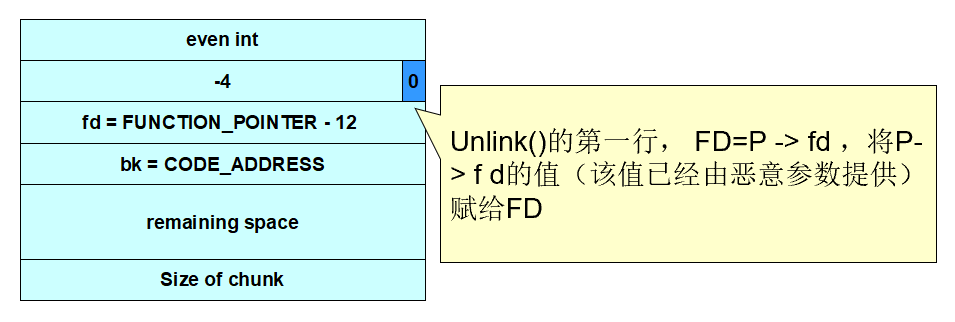 even int
-4
0
fd = FUNCTION_POINTER - 12
bk = CODE_ADDRESS
remaining space
Size of chunk
Unlink()的第一行， FD=P -> fd ，将P-
> f d的值（该值已经由恶意参数提供）
赋给FD